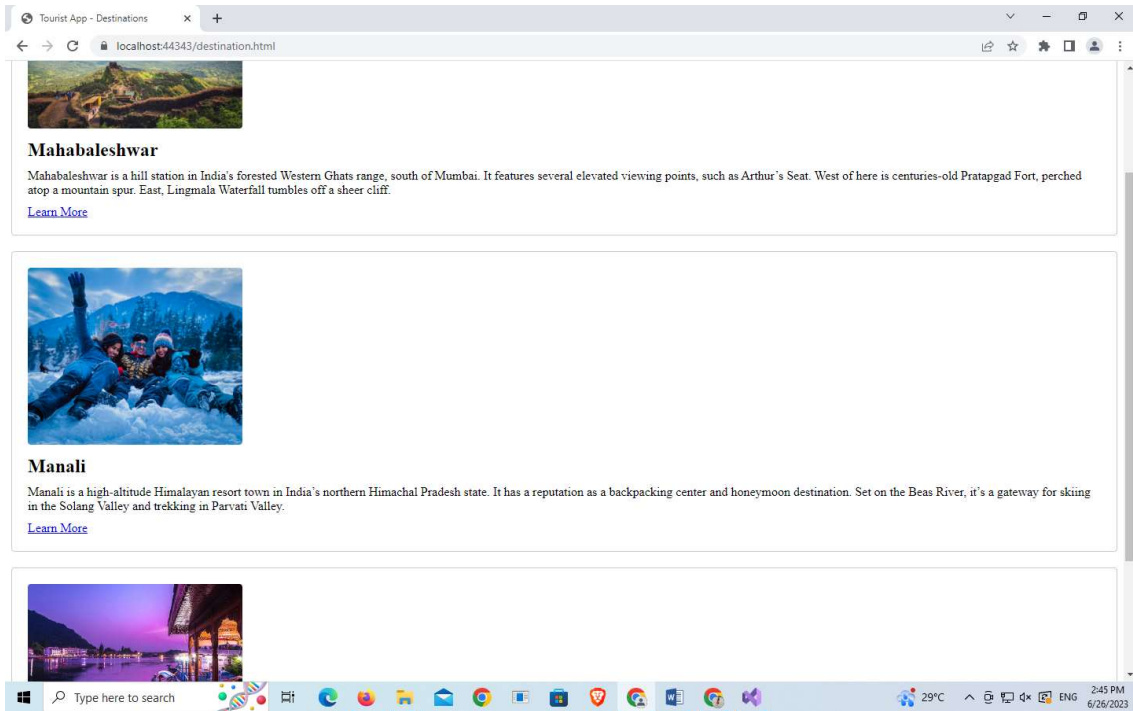 Tourist App - Destinations
localhost:44343/destination.html
Mahabaleshwar
Mahabaleshwar is a hill station in India's forested Western Ghats range, south of Mumbai. It features several elevated viewing points, such as Arthur’s Seat. West of here is centuries-old Pratapgad Fort, perched
atop a mountain spur. East, Lingmala Waterfall tumbles off a sheer cliff.
Learn More
Manali
Manali is a high-altitude Himalayan resort town in India’s northern Himachal Pradesh state. It has a reputation as a backpacking center and honeymoon destination. Set on the Beas River, it’s a gateway for skiing
in the Solang Valley and trekking in Parvati Valley.
Learn More
Type here to search
29°C
ENG
2:45 PM
6/26/2023